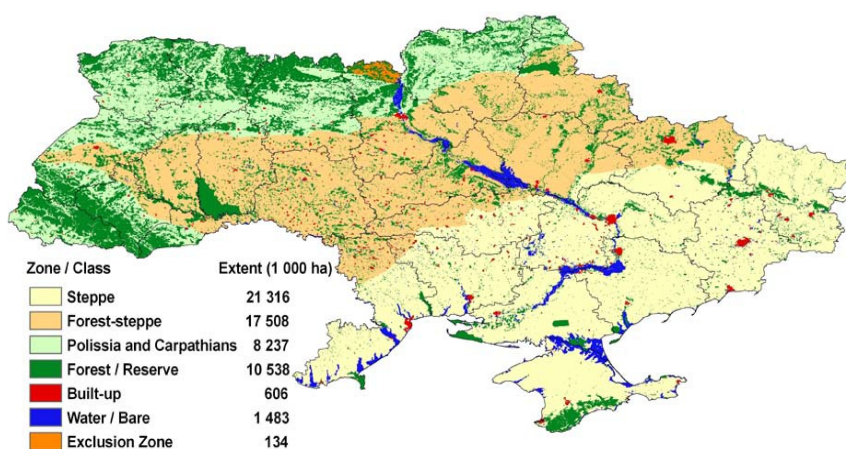 Zone / Class Extent (1 000 ha)
Steppe 21 316
Forest-steppe 17 508
Polissia and Carpathians 8 237
Forest / Reserve 10 538
Built-up 606
Water / Bare 1 483
Exclusion Zone 134